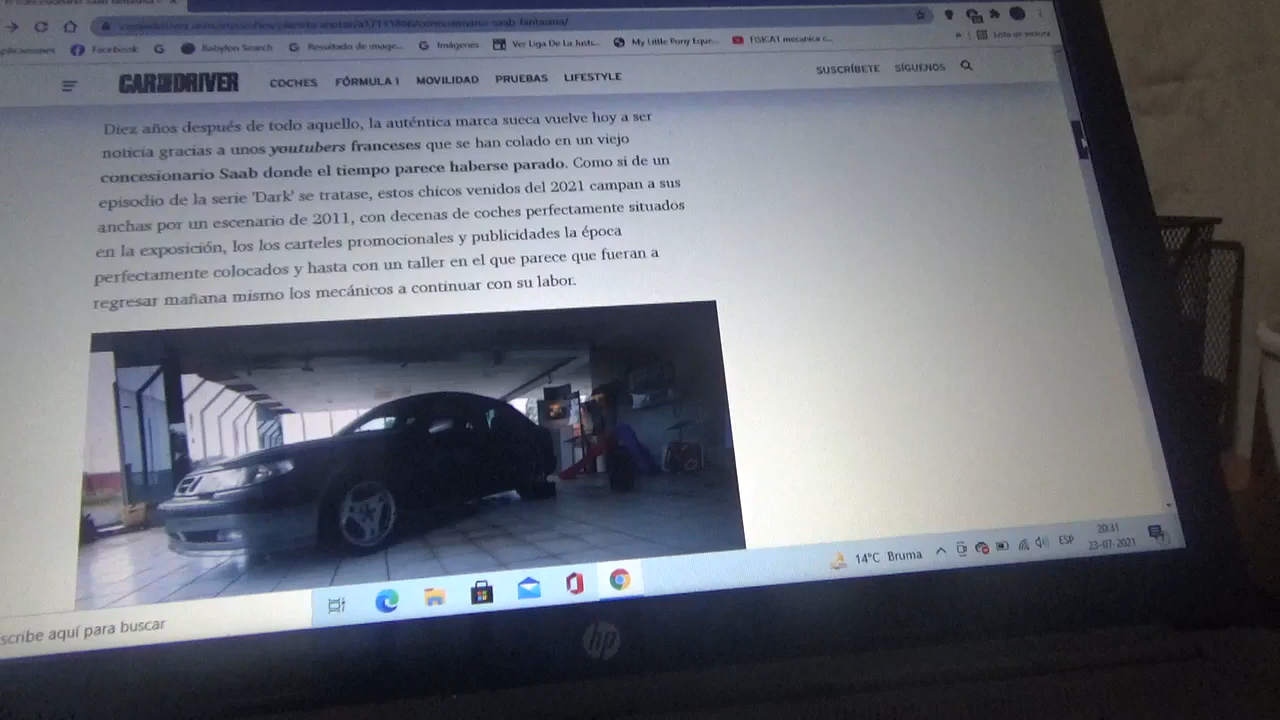 Facebook
Babylon Search
Resultado de image...
Imágenes
Ver Liga De La Justi...
My Little Pony Eque...
FISICA1 mecanica c...
Lista de lectura
CAR AND DRIVER
COCHES FÓRMULA 1 MOVILIDAD PRUEBAS LIFESTYLE
SUSCRÍBETE SÍGUENOS
Diez años después de todo aquello, la auténtica marca sueca vuelve hoy a ser
noticia gracias a unos youtubers franceses que se han colado en un viejo
concesionario Saab donde el tiempo parece haberse parado. Como si de un
episodio de la serie 'Dark' se tratase, estos chicos venidos del 2021 campan a sus
anchas por un escenario de 2011, con decenas de coches perfectamente situados
en la exposición, los los carteles promocionales y publicidades la época
perfectamente colocados y hasta con un taller en el que parece que fueran a
regresar mañana mismo los mecánicos a continuar con su labor.
14°C Bruma
ESP
20:31
23-07-2021
scribe aquí para buscar
hp